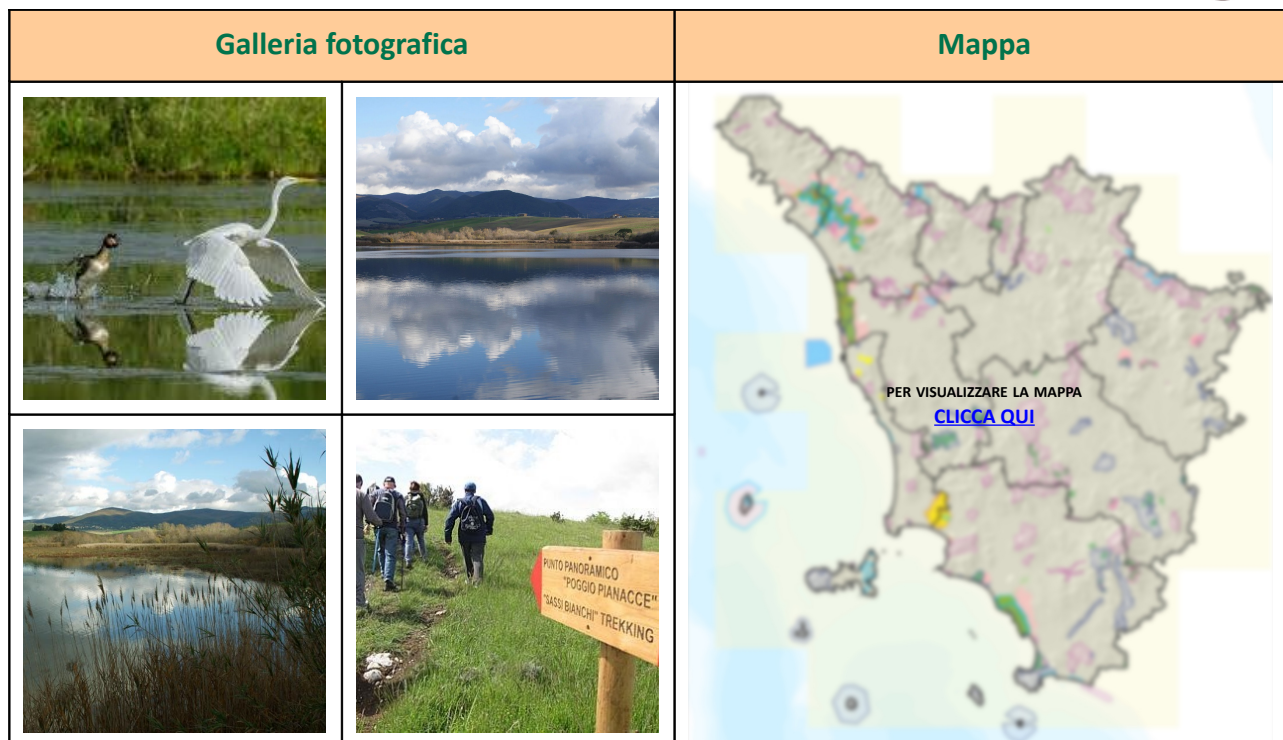 Galleria fotografica
Mappa
PUNTO PANORAMICO
"POGGIO PIANACCE"
"SASSI BIANCHI" TREKKING
PER VISUALIZZARE LA MAPPA
CLICCA QUI